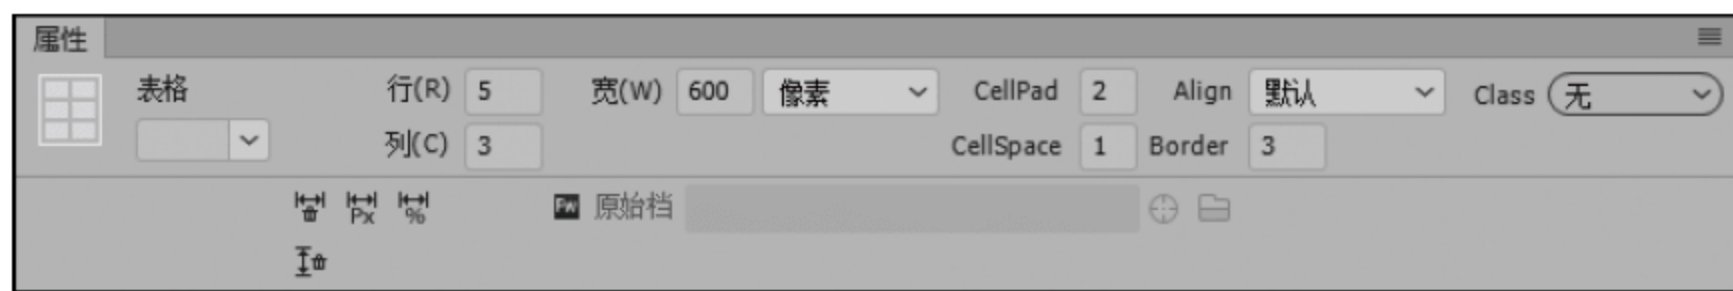 属性
表格 行(R) 5 宽(W) 600 像素 CellPad 2 Align 默认 Class 无
列(C) 3 CellSpace 1 Border 3
Px % Fw 原始档